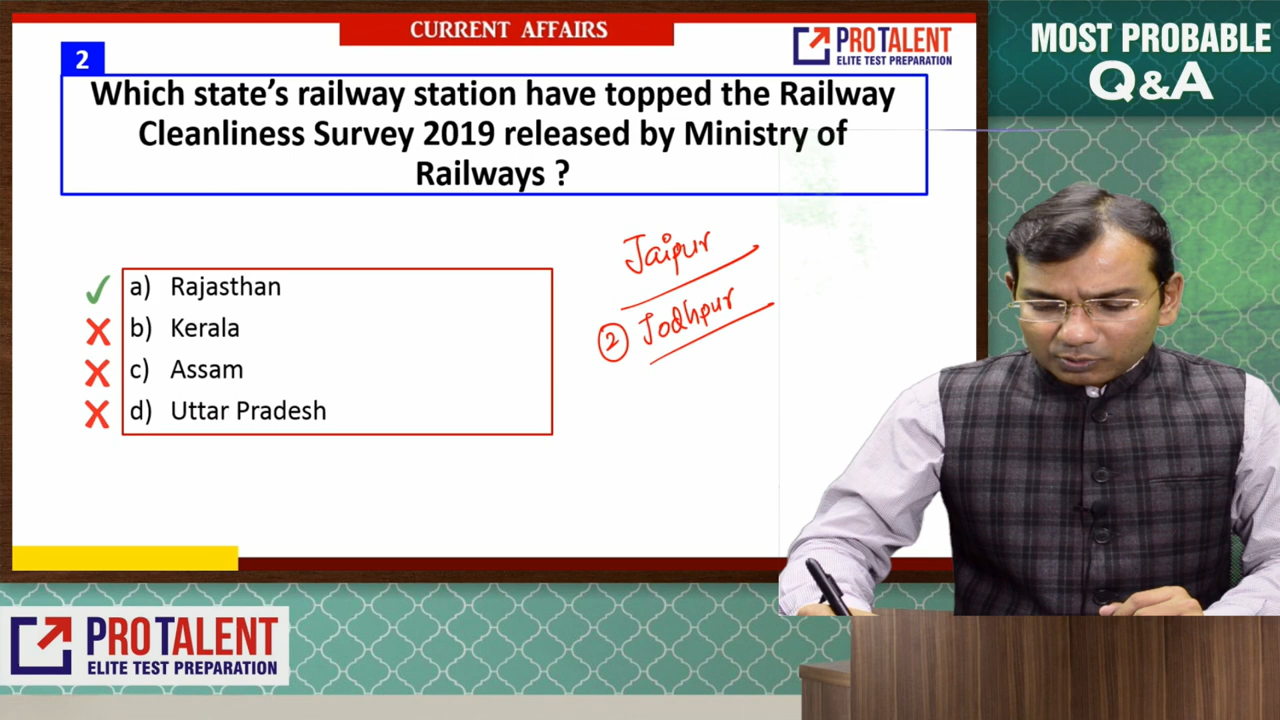 CURRENT AFFAIRS
PROTALENT
ELITE TEST PREPARATION
MOST PROBABLE
Q&A
2
Which state’s railway station have topped the Railway
Cleanliness Survey 2019 released by Ministry of
Railways ?
a) Rajasthan
b) Kerala
c) Assam
d) Uttar Pradesh
Jaipur
2 Jodhpur
PROTALENT
ELITE TEST PREPARATION